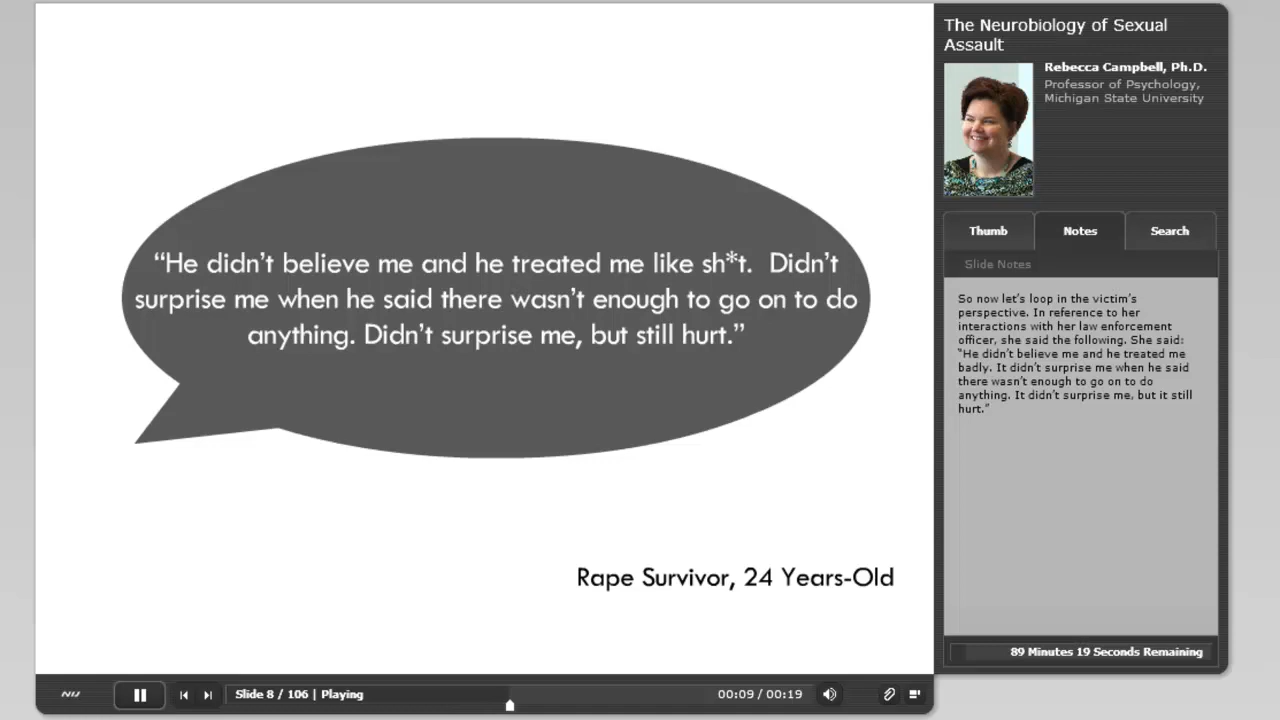 “He didn’t believe me and he treated me like sh*t.  Didn’t
surprise me when he said there wasn’t enough to go on to do
anything. Didn’t surprise me, but still hurt.”
Rape Survivor, 24 Years-Old
The Neurobiology of Sexual
Assault
Rebecca Campbell, Ph.D.
Professor of Psychology,
Michigan State University
Thumb Notes Search
Slide Notes
So now let’s loop in the victim’s
perspective. In reference to her
interactions with her law enforcement
officer, she said the following. She said:
“He didn’t believe me and he treated me
badly. It didn’t surprise me when he said
there wasn’t enough to go on to do
anything. It didn’t surprise me, but it still
hurt.”
89 Minutes 19 Seconds Remaining
Slide 8 / 106 | Playing 00:09 / 00:19